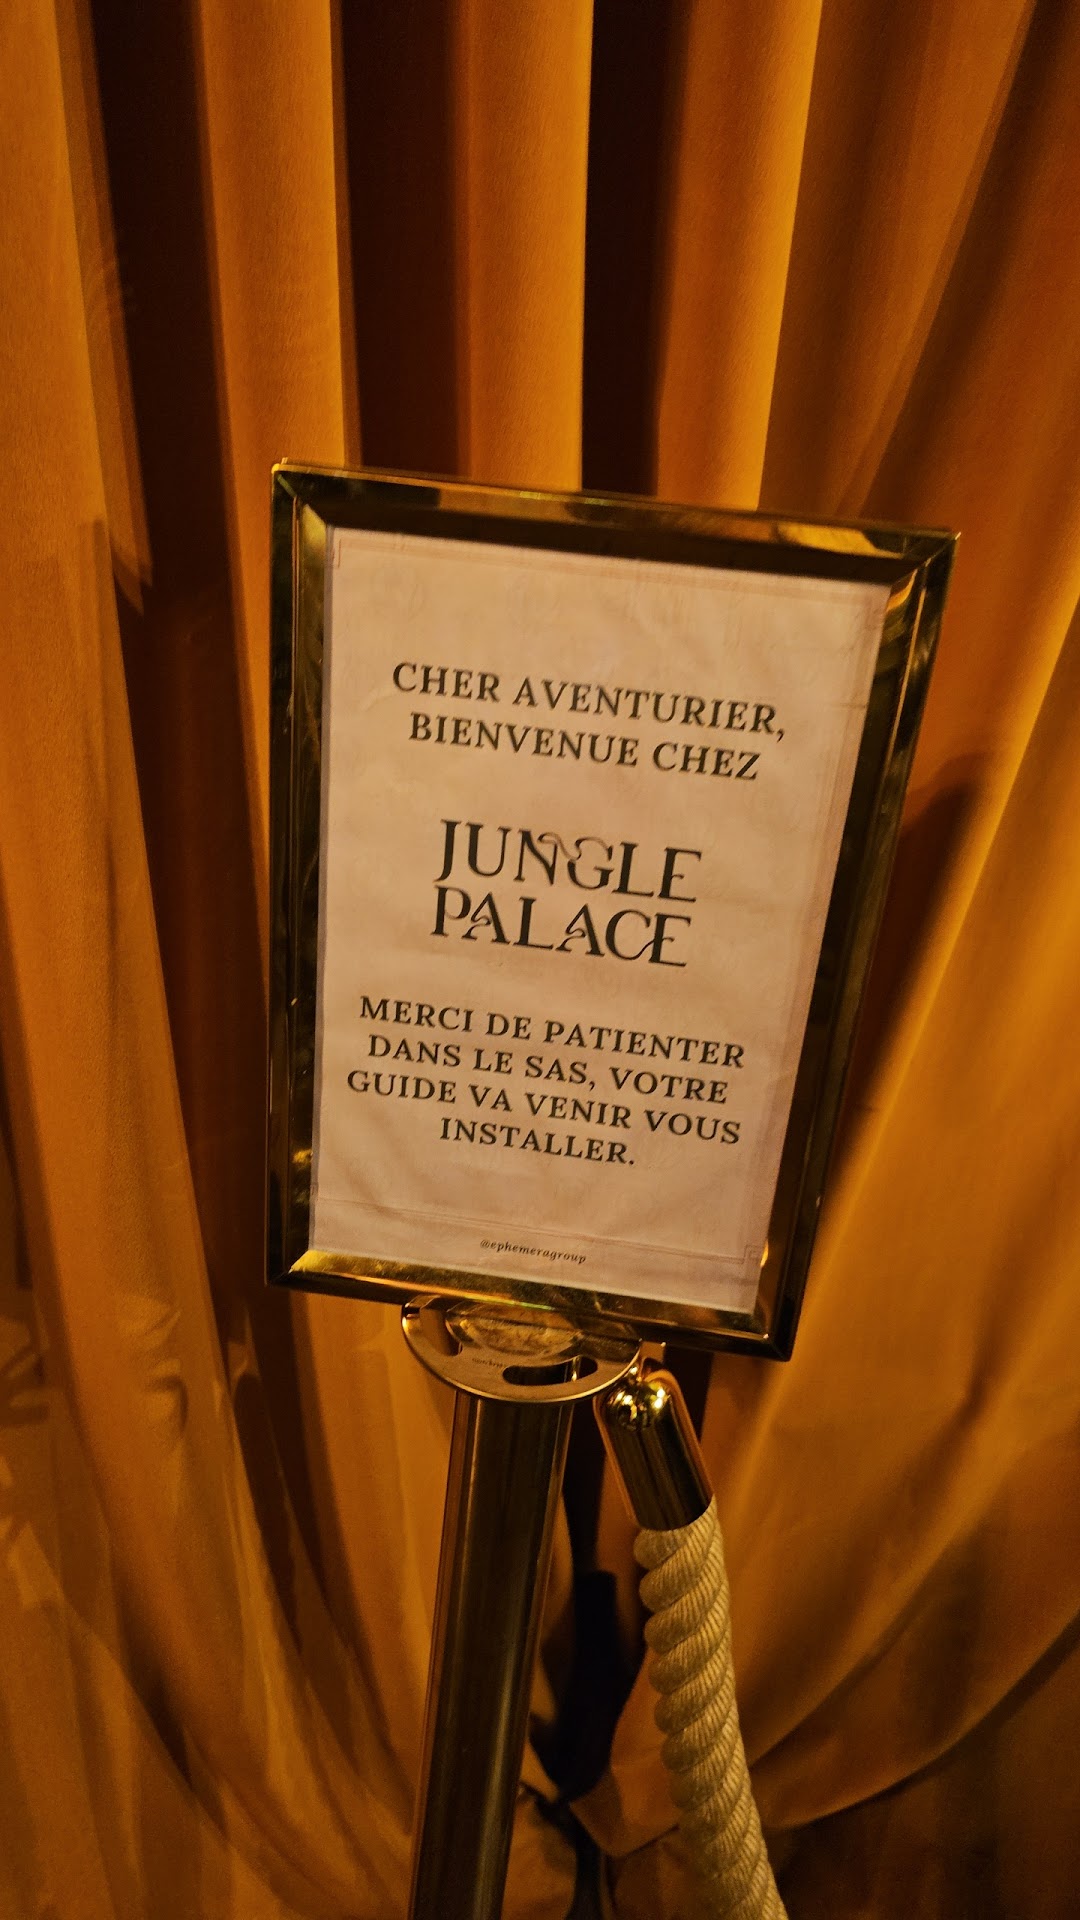 CHER AVENTURIER,
BIENVENUE CHEZ
JUNGLE
PALACE
MERCI DE PATIENTER
DANS LE SAS, VOTRE
GUIDE VA VENIR VOUS
INSTALLER.
@ephemeragroup